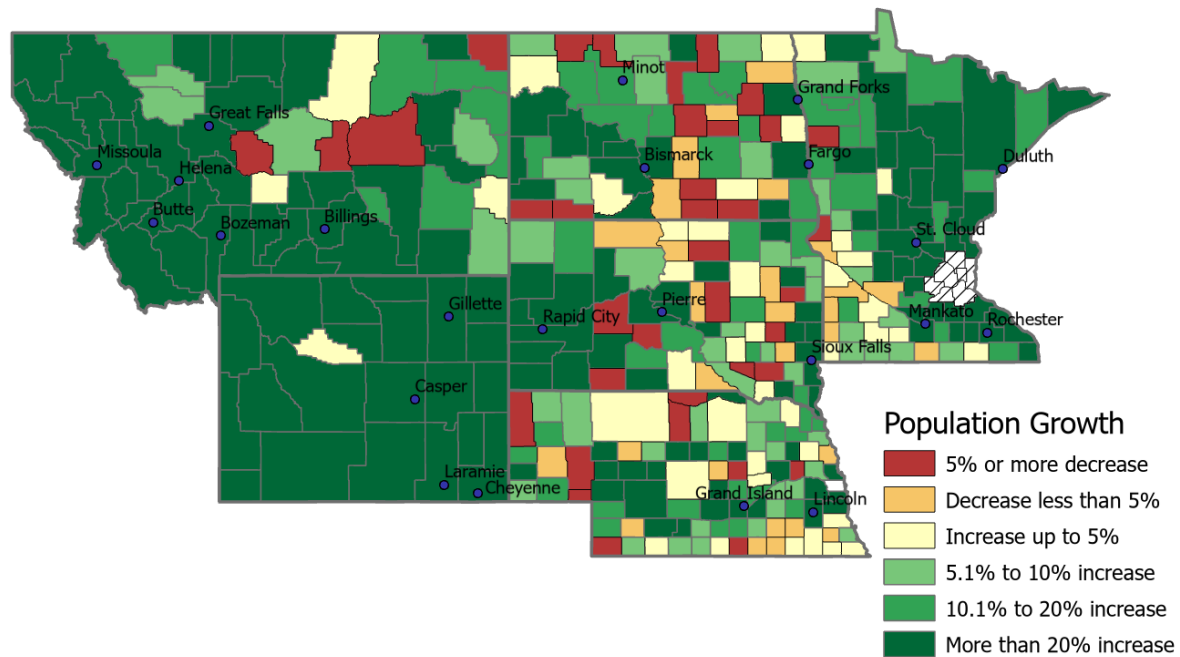 Minot
Grand Forks
Great Falls
Missoula
Helena
Bismarck
Fargo
Duluth
Butte
Bozeman
Billings
St. Cloud
Gillette
Rapid City
Pierre
Mankato
Rochester
Sioux Falls
Casper
Laramie
Cheyenne
Grand Island
Lincoln
Population Growth
5% or more decrease
Decrease less than 5%
Increase up to 5%
5.1% to 10% increase
10.1% to 20% increase
More than 20% increase